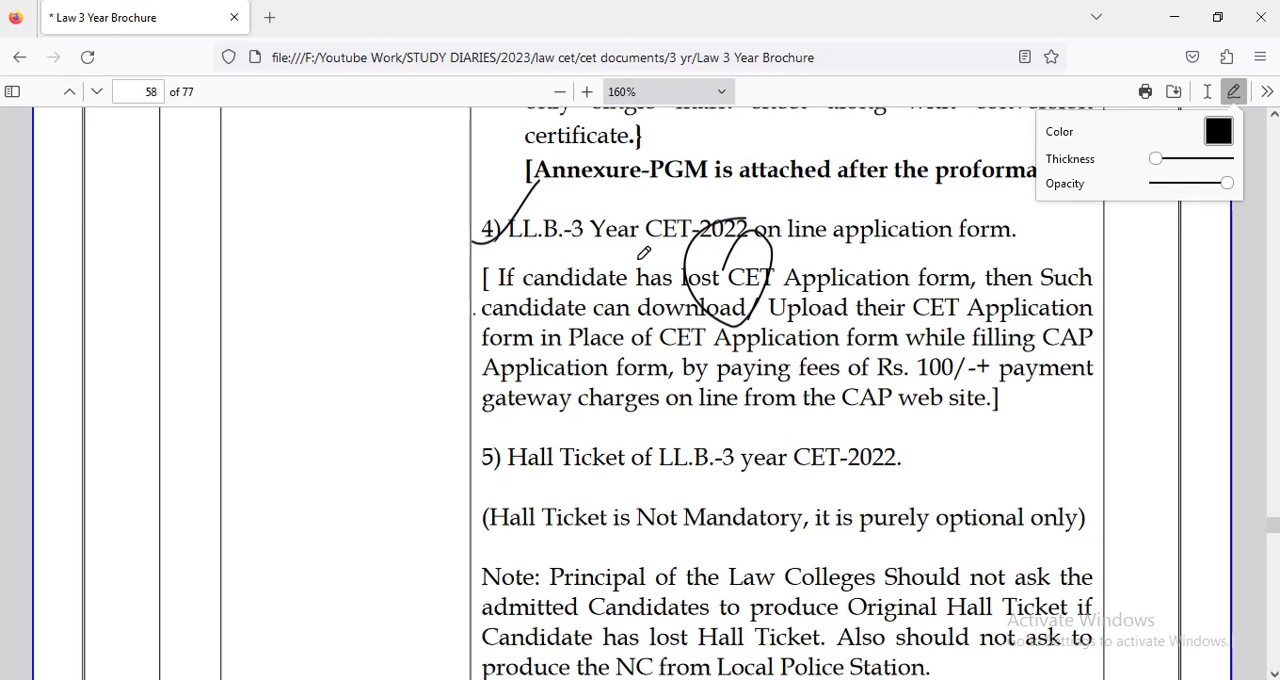 * Law 3 Year Brochure
file:///F:/Youtube Work/STUDY DIARIES/2023/law cet/cet documents/3 yr/Law 3 Year Brochure
58 of 77
160%
Color
Thickness
Opacity
certificate.}
[Annexure-PGM is attached after the proforma
4) LL.B.-3 Year CET-2022 on line application form.
[ If candidate has lost CET Application form, then Such
candidate can download/ Upload their CET Application
form in Place of CET Application form while filling CAP
Application form, by paying fees of Rs. 100/-+ payment
gateway charges on line from the CAP web site.]
5) Hall Ticket of LL.B.-3 year CET-2022.
(Hall Ticket is Not Mandatory, it is purely optional only)
Note: Principal of the Law Colleges Should not ask the
admitted Candidates to produce Original Hall Ticket if
Candidate has lost Hall Ticket. Also should not ask to
produce the NC from Local Police Station.
Activate Windows
Go to Settings to activate Windows.